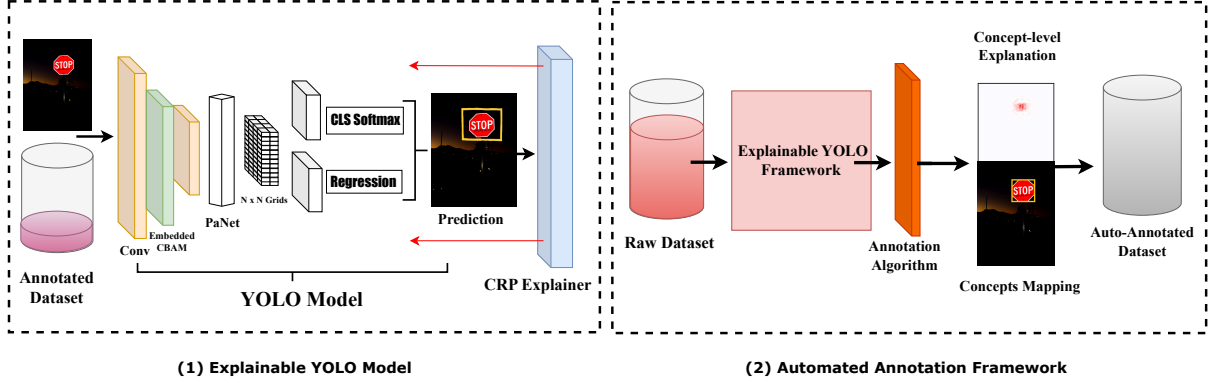 STOP
Annotated
Dataset
Conv
Embedded
CBAM
PaNet
N x N Grids
CLS Softmax
Regression
STOP
Prediction
YOLO Model
CRP Explainer
(1) Explainable YOLO Model
Raw Dataset
Explainable YOLO
Framework
Annotation
Algorithm
Concept-level
Explanation
STOP
Concepts Mapping
Auto-Annotated
Dataset
(2) Automated Annotation Framework